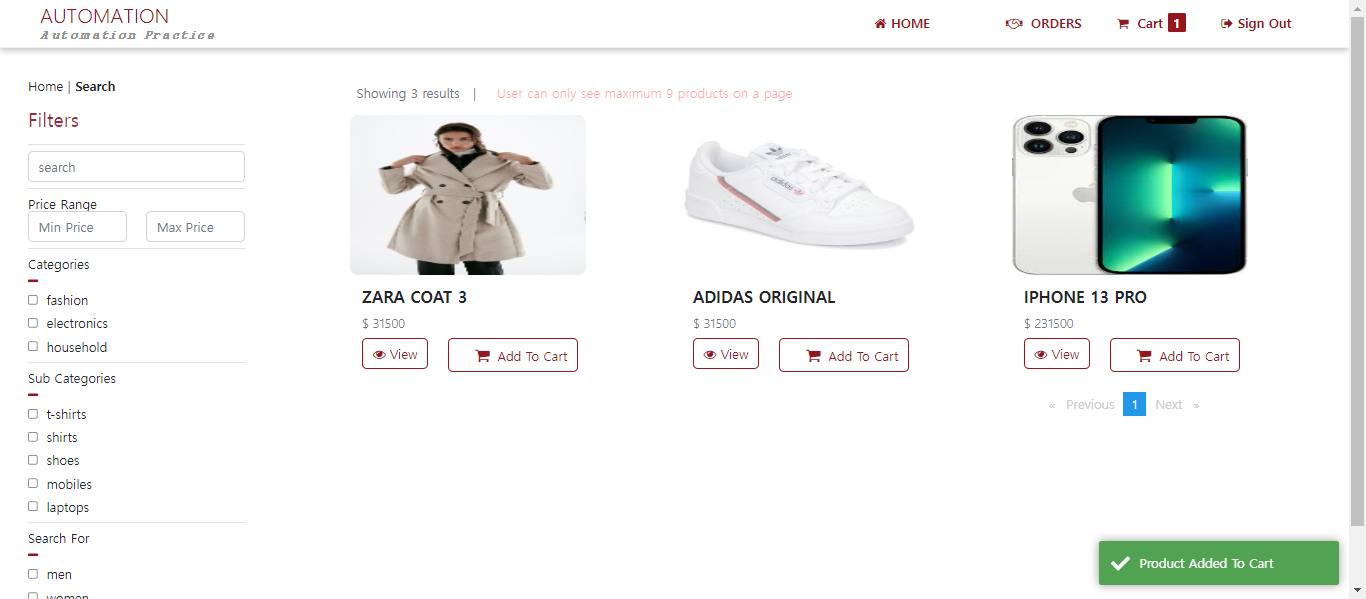 AUTOMATION
Automation Practice
HOME
ORDERS
Cart 1
Sign Out
Home | Search
Filters
search
Price Range
Min Price
Max Price
Categories
fashion
electronics
household
Sub Categories
t-shirts
shirts
shoes
mobiles
laptops
Search For
men
women
Showing 3 results |
User can only see maximum 9 products on a page
ZARA COAT 3
$ 31500
View
Add To Cart
adidas
ADIDAS ORIGINAL
$ 31500
View
Add To Cart
IPHONE 13 PRO
$ 231500
View
Add To Cart
« Previous 1 Next »
Product Added To Cart